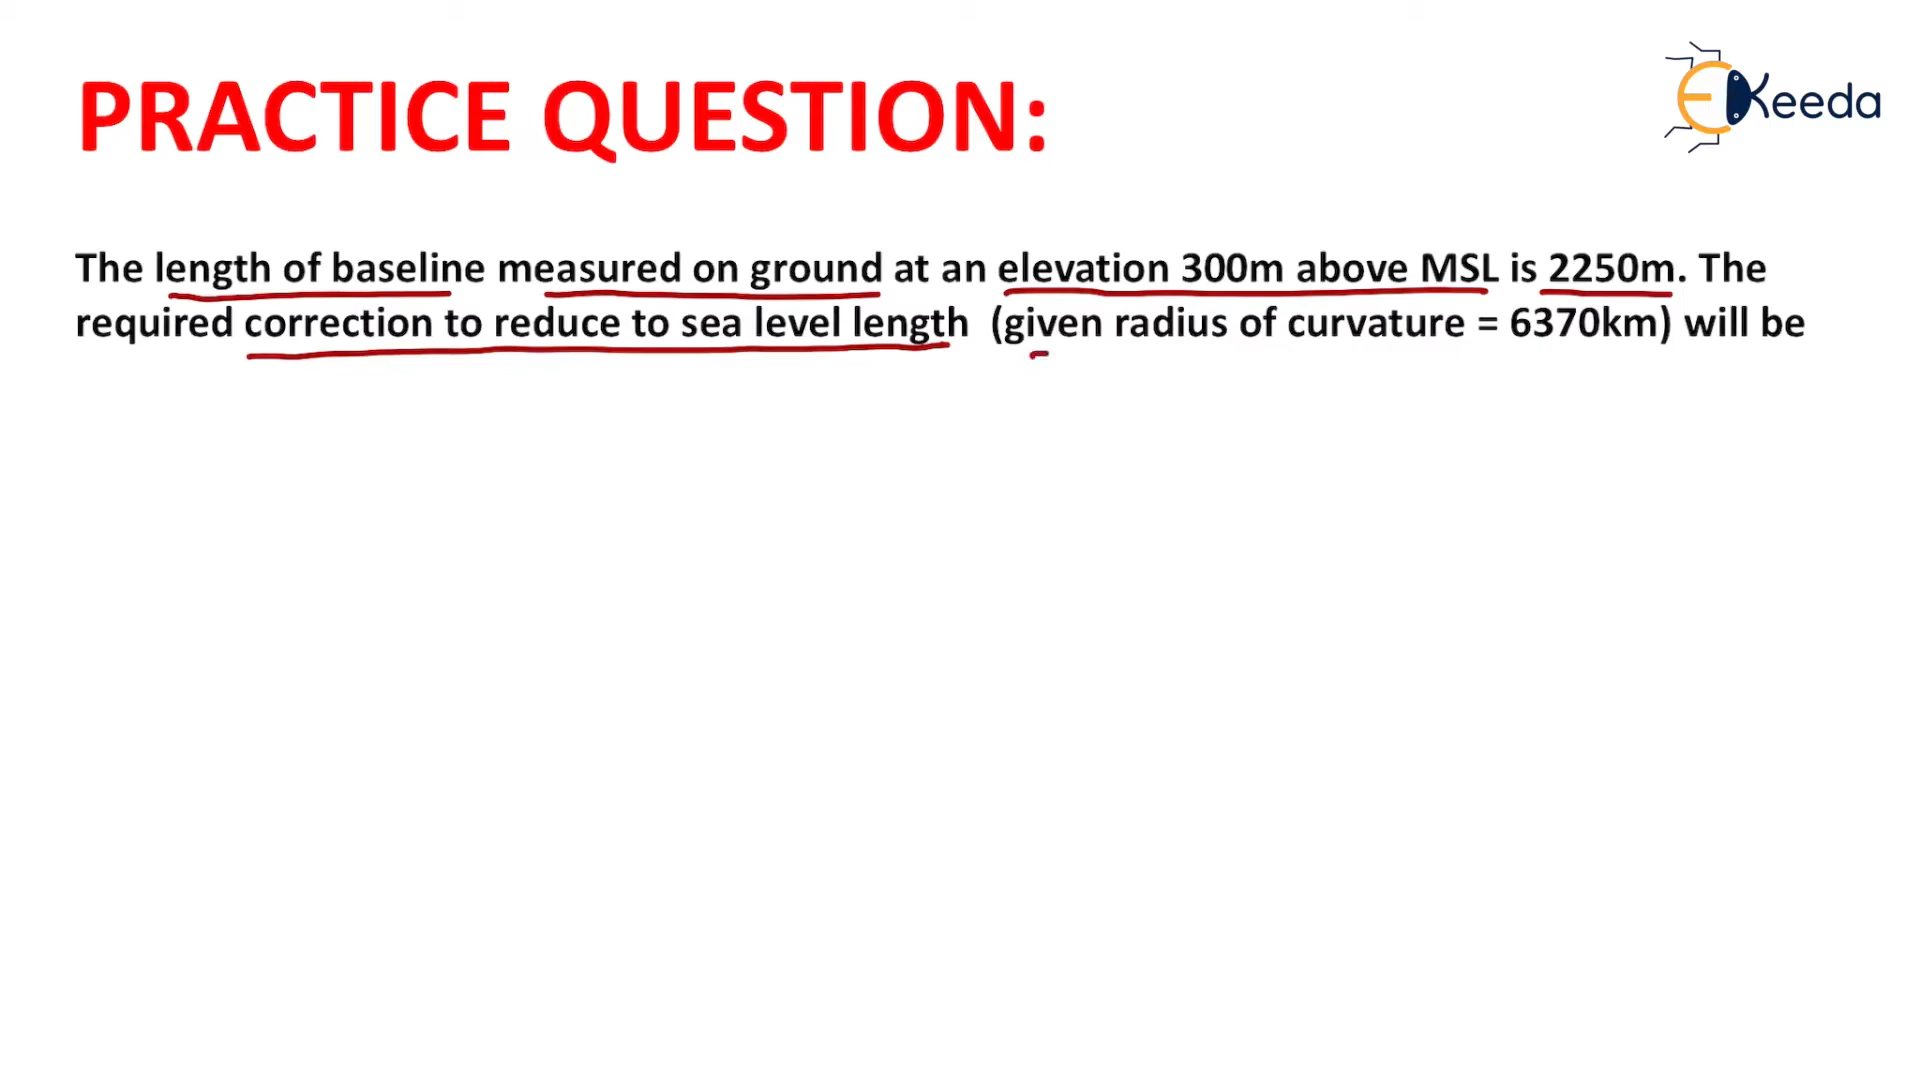 PRACTICE QUESTION:
EKeeda
The length of baseline measured on ground at an elevation 300m above MSL is 2250m. The
required correction to reduce to sea level length (given radius of curvature = 6370km) will be